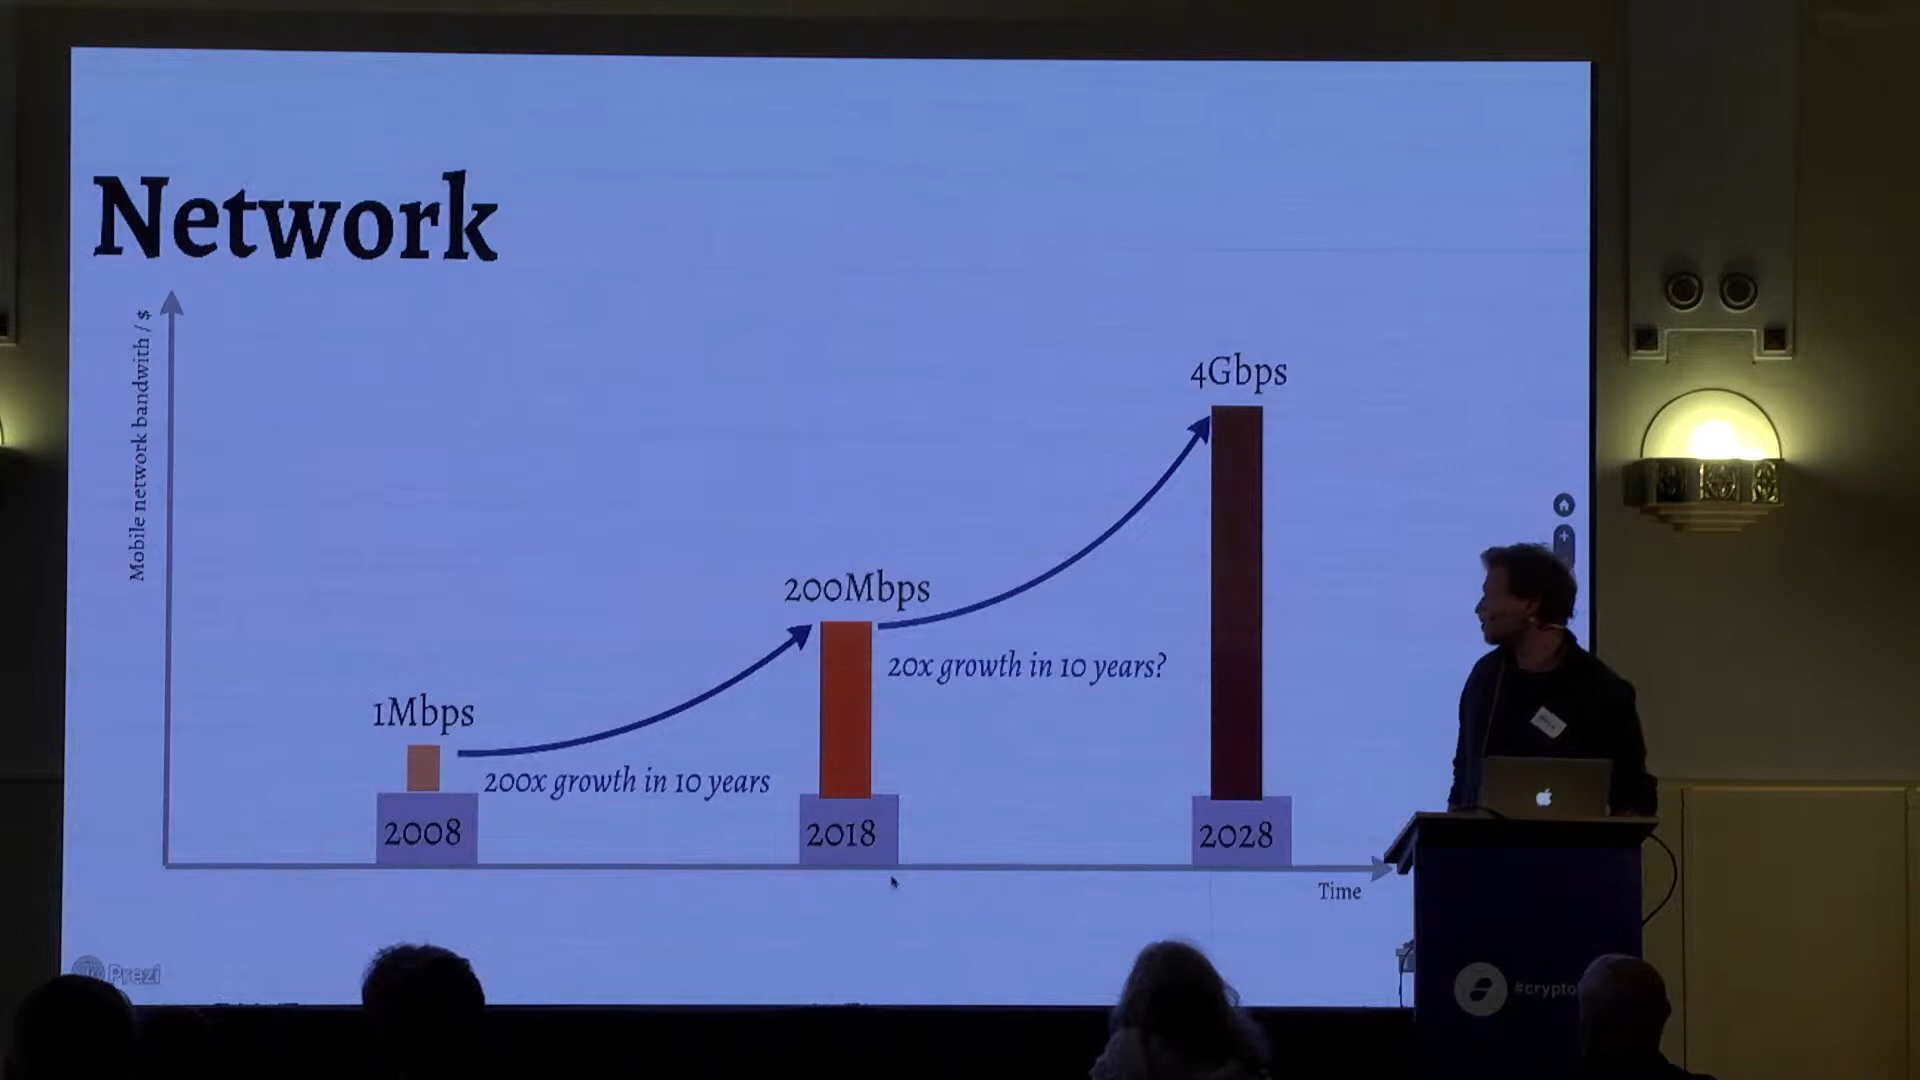 Network
Mobile network bandwith / $
4Gbps
200Mbps
20x growth in 10 years?
1Mbps
200x growth in 10 years
2008
2018
2028
Time
Prezi
#crypto